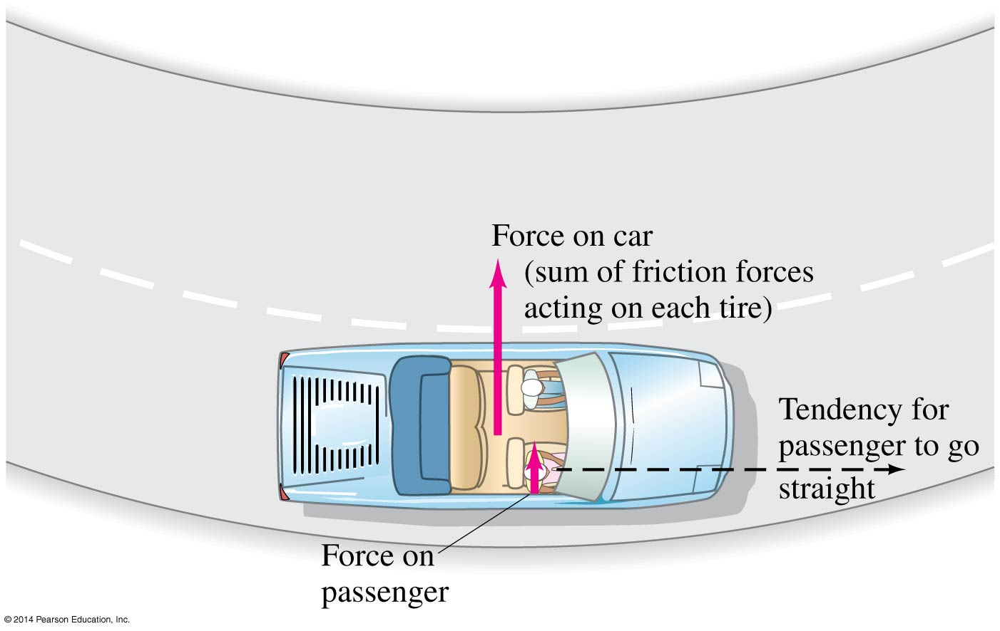 Force on car
(sum of friction forces
acting on each tire)
Tendency for
passenger to go
straight
Force on
passenger
© 2014 Pearson Education, Inc.